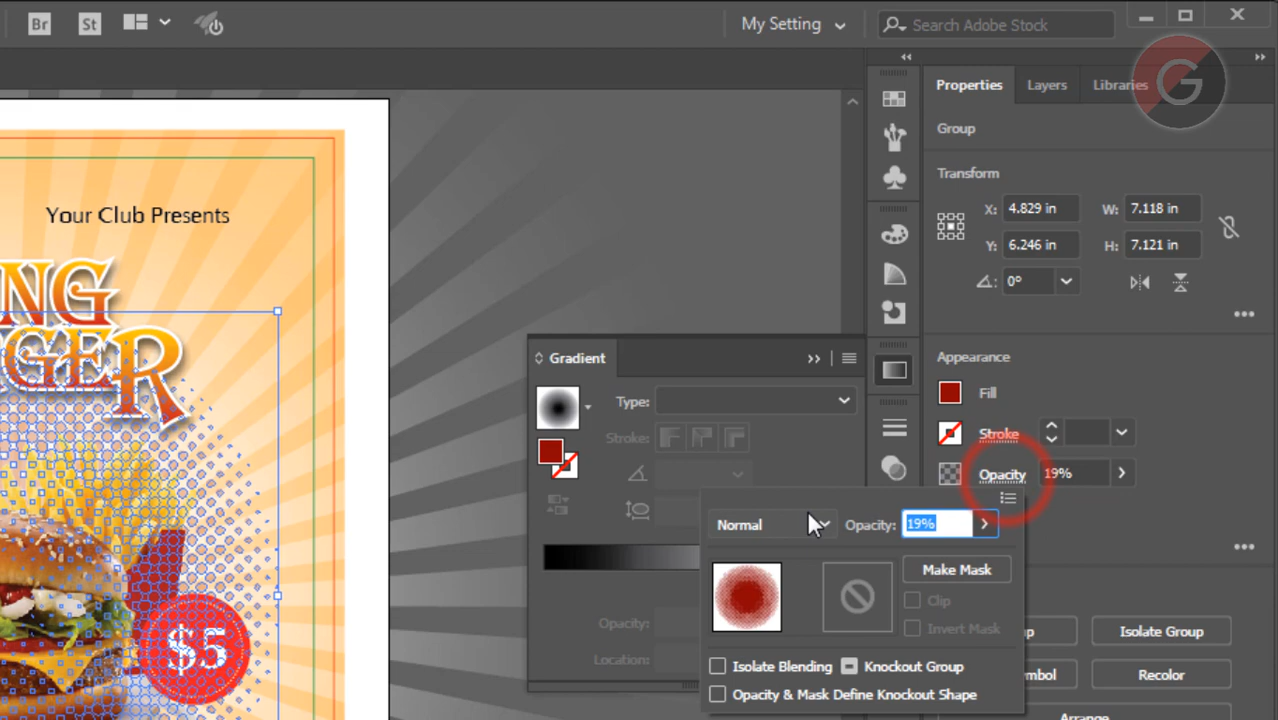 Br St My Setting Search Adobe Stock
G
Properties Layers Libraries
Group
Transform
X: 4.829 in W: 7.118 in
Y: 6.246 in H: 7.121 in
0°
Your Club Presents
NG
GER
Appearance
Fill
Stroke
Opacity 19%
Gradient
Type:
Stroke:
Normal Opacity: 19%
Make Mask
Clip
Invert Mask
Opacity:
Location:
Isolate Blending Knockout Group
Opacity & Mask Define Knockout Shape
$5
Isolate Group
Recolor
Arrange